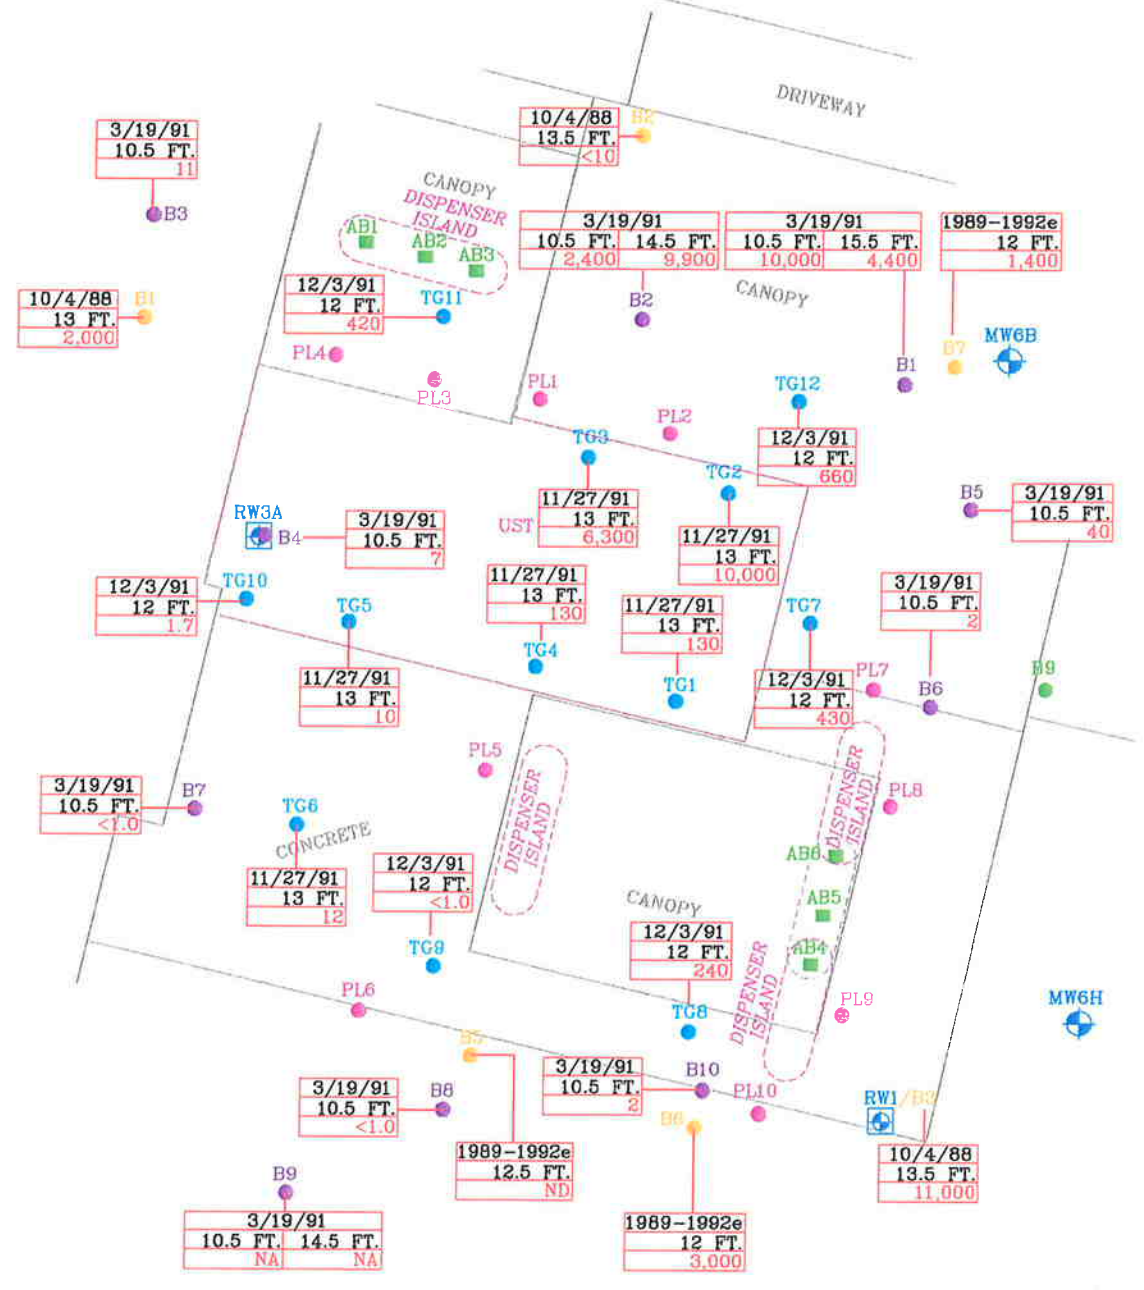 DRIVEWAY
10/4/88
13.5 FT.
<10
B2
3/19/91
10.5 FT.
11
B3
CANOPY
DISPENSER
ISLAND
AB1
AB2
AB3
3/19/91
10.5 FT. 14.5 FT.
2,400 9,900
B2
3/19/91
10.5 FT. 15.5 FT.
10,000 4,400
B1
1989-1992e
12 FT.
1,400
B7
MW6B
CANOPY
10/4/88
13 FT.
2,000
B1
12/3/91
12 FT.
420
TG11
PL4
PL3
PL1
PL2
TG12
12/3/91
12 FT.
660
TG3
11/27/91
13 FT.
6,300
UST
TG2
11/27/91
13 FT.
10,000
B5
3/19/91
10.5 FT.
40
RW3A
B4
3/19/91
10.5 FT.
7
12/3/91
12 FT.
1.7
TG10
TG5
11/27/91
13 FT.
10
11/27/91
13 FT.
130
TG4
11/27/91
13 FT.
130
TG1
TG7
12/3/91
12 FT.
430
3/19/91
10.5 FT.
2
B6
PL7
B9
PL5
DISPENSER
ISLAND
DISPENSER
ISLAND
PL8
3/19/91
10.5 FT.
<1.0
B7
TG6
CONCRETE
11/27/91
13 FT.
12
12/3/91
12 FT.
<1.0
TG9
AB6
AB5
AB4
CANOPY
12/3/91
12 FT.
240
TG8
DISPENSER
ISLAND
PL9
MW6H
PL6
B5
1989-1992e
12.5 FT.
ND
3/19/91
10.5 FT.
<1.0
B8
3/19/91
10.5 FT.
2
B10
PL10
B6
1989-1992e
12 FT.
3,000
RW1/B3
10/4/88
13.5 FT.
11,000
B9
3/19/91
10.5 FT. 14.5 FT.
NA NA